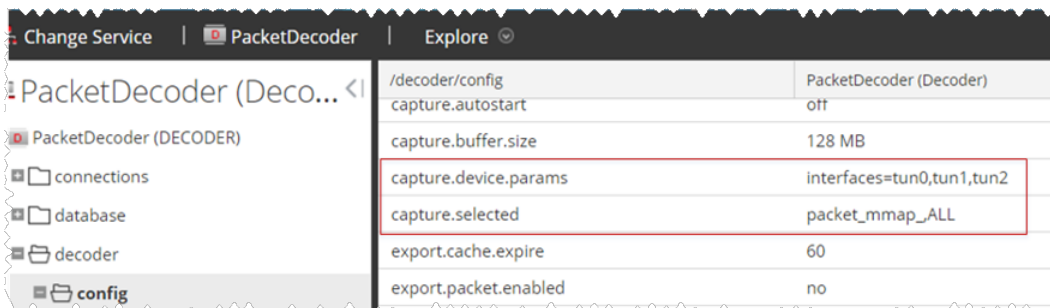 Change Service | PacketDecoder | Explore
PacketDecoder (Deco...
PacketDecoder (DECODER)
connections
database
decoder
config
/decoder/config PacketDecoder (Decoder)
capture.autostart off
capture.buffer.size 128 MB
capture.device.params interfaces=tun0,tun1,tun2
capture.selected packet_mmap_,ALL
export.cache.expire 60
export.packet.enabled no